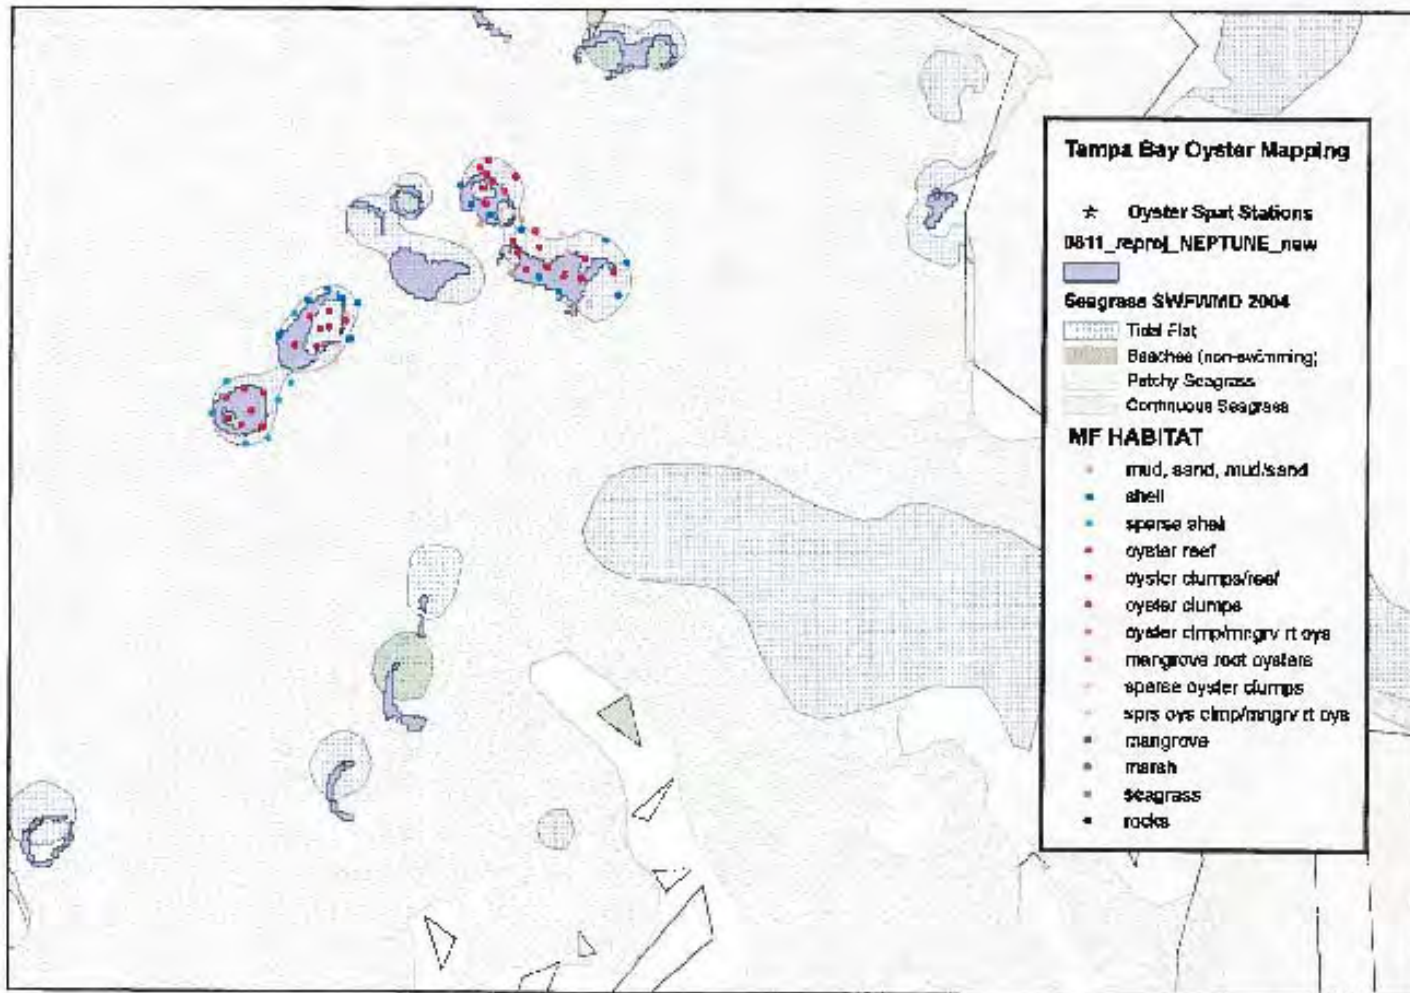 Tampa Bay Oyster Mapping
Oyster Spat Stations
0811_reproj_NEPTUNE_new
Seagrass SWFWMD 2004
Tidal Flat
Beaches (non-swimming)
Patchy Seagrass
Continuous Seagrass
MF HABITAT
mud, sand, mud/sand
shell
sparse shell
oyster reef
oyster clumps/reef
oyster clumps
oyster clmp/mngrv rt oys
mangrove root oysters
sparse oyster clumps
sprs oys clmp/mngrv rt oys
mangrove
marsh
seagrass
rocks